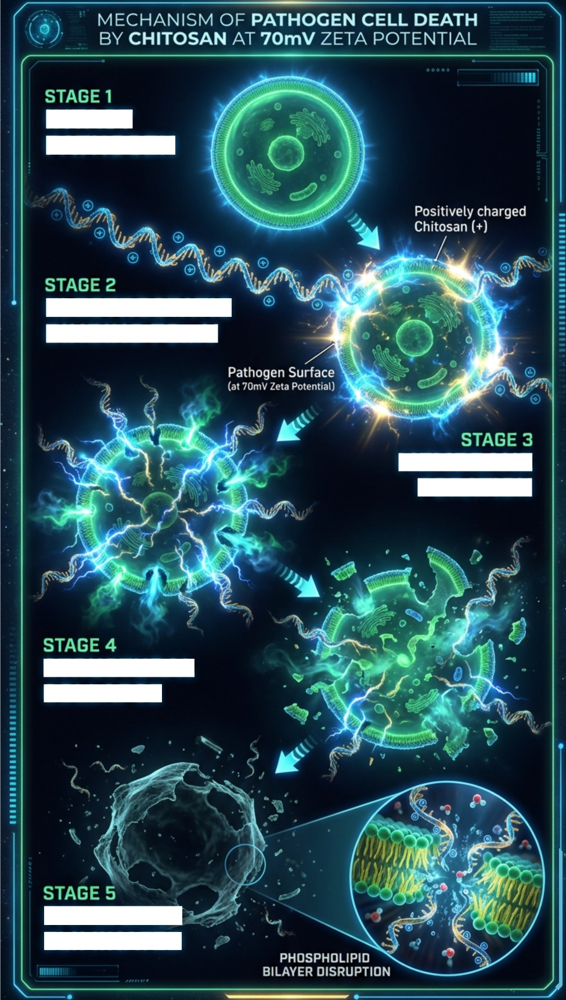 MECHANISM OF PATHOGEN CELL DEATH
BY CHITOSAN AT 70mV ZETA POTENTIAL
STAGE 1
Positively charged
Chitosan (+)
STAGE 2
Pathogen Surface
(at 70mV Zeta Potential)
STAGE 3
STAGE 4
STAGE 5
PHOSPHOLIPID
BILAYER DISRUPTION